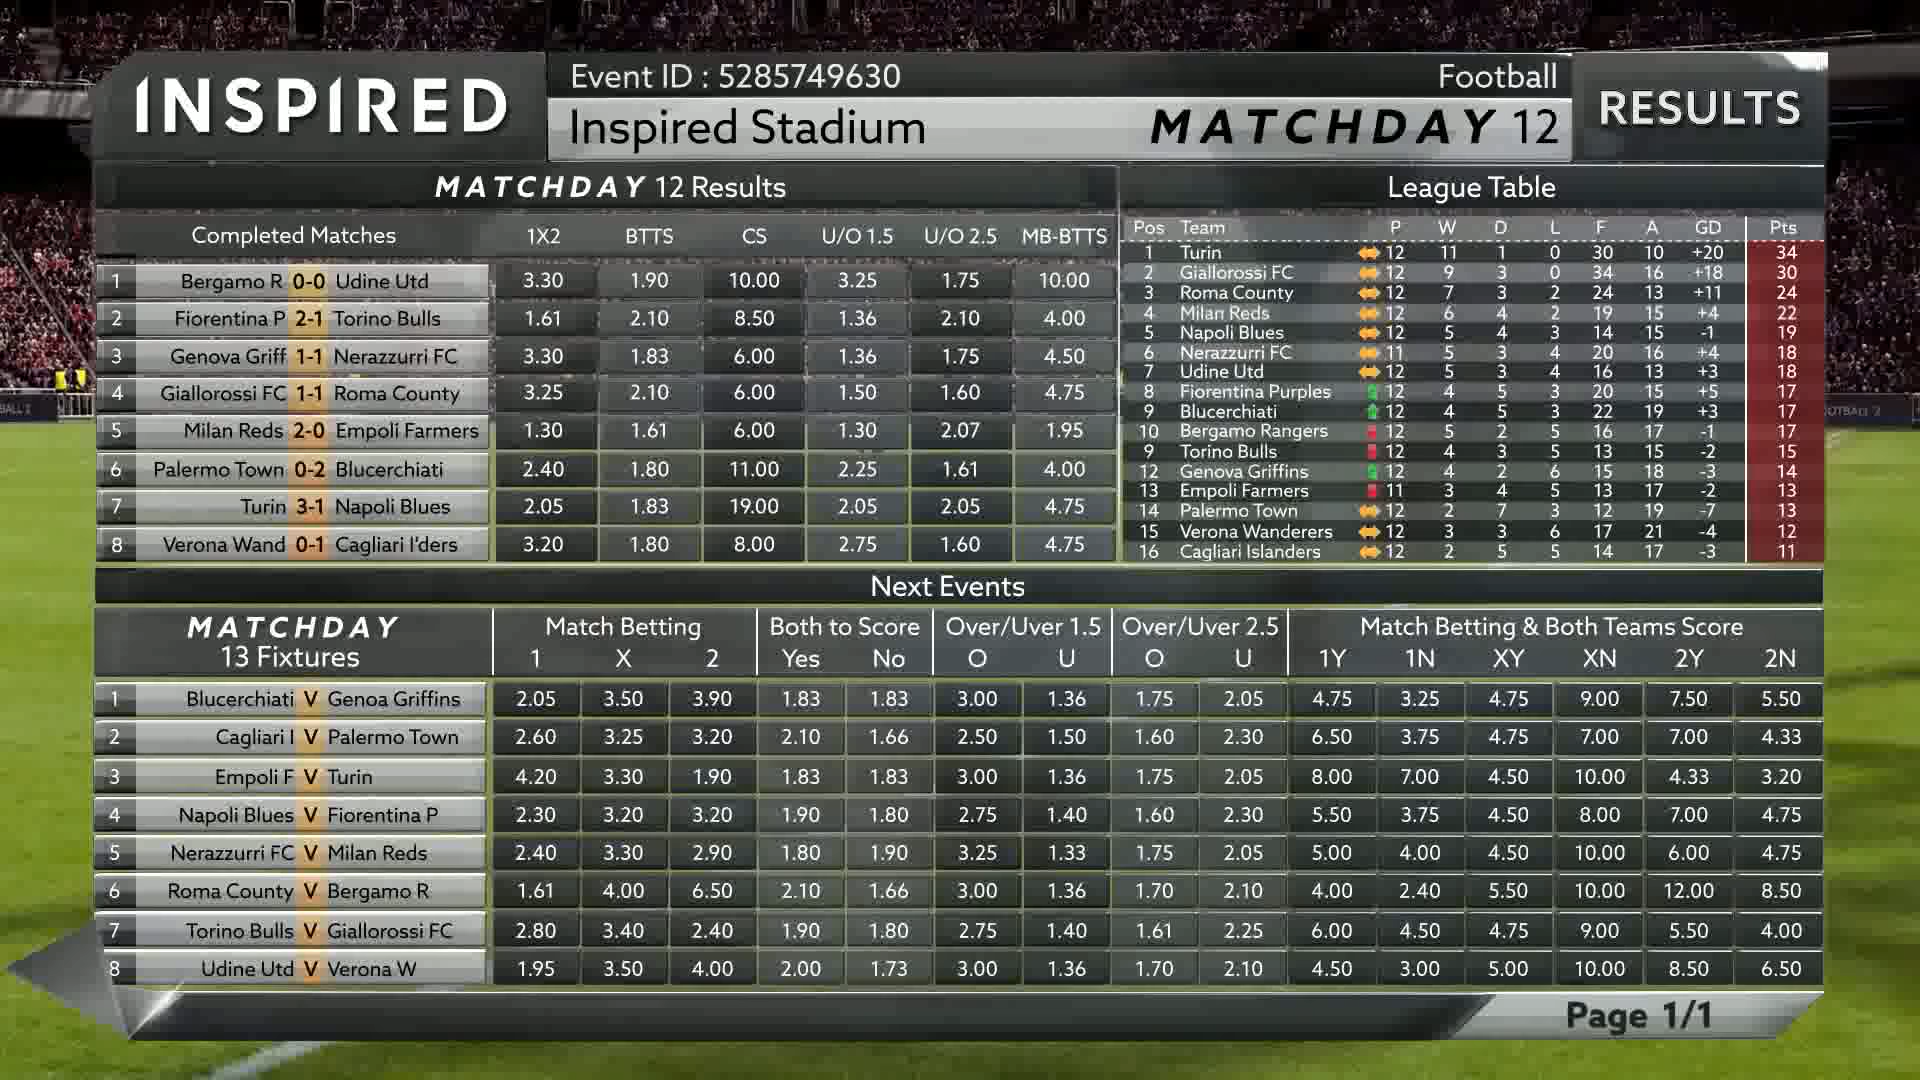 INSPIRED
Event ID : 5285749630 Football
Inspired Stadium MATCHDAY 12
RESULTS
MATCHDAY 12 Results
Completed Matches 1X2 BTTS CS U/O 1.5 U/O 2.5 MB-BTTS
1 Bergamo R 0-0 Udine Utd 3.30 1.90 10.00 3.25 1.75 10.00
2 Fiorentina P 2-1 Torino Bulls 1.61 2.10 8.50 1.36 2.10 4.00
3 Genova Griff 1-1 Nerazzurri FC 3.30 1.83 6.00 1.36 1.75 4.50
4 Giallorossi FC 1-1 Roma County 3.25 2.10 6.00 1.50 1.60 4.75
5 Milan Reds 2-0 Empoli Farmers 1.30 1.61 6.00 1.30 2.07 1.95
6 Palermo Town 0-2 Blucerchiati 2.40 1.80 11.00 2.25 1.61 4.00
7 Turin 3-1 Napoli Blues 2.05 1.83 19.00 2.05 2.05 4.75
8 Verona Wand 0-1 Cagliari I'ders 3.20 1.80 8.00 2.75 1.60 4.75
League Table
Pos Team P W D L F A GD Pts
1 Turin 12 11 1 0 30 10 +20 34
2 Giallorossi FC 12 9 3 0 34 16 +18 30
3 Roma County 12 7 3 2 24 13 +11 24
4 Milan Reds 12 6 4 2 19 15 +4 22
5 Napoli Blues 12 5 4 3 14 15 -1 19
6 Nerazzurri FC 11 5 3 4 20 16 +4 18
7 Udine Utd 12 5 3 4 16 13 +3 18
8 Fiorentina Purples 12 4 5 3 20 15 +5 17
9 Blucerchiati 12 4 5 3 22 19 +3 17
10 Bergamo Rangers 12 5 2 5 16 17 -1 17
9 Torino Bulls 12 4 3 5 13 15 -2 15
12 Genova Griffins 12 4 2 6 15 18 -3 14
13 Empoli Farmers 11 3 4 5 13 17 -2 13
14 Palermo Town 12 2 7 3 12 19 -7 13
15 Verona Wanderers 12 3 3 6 17 21 -4 12
16 Cagliari Islanders 12 2 5 5 14 17 -3 11
Next Events
MATCHDAY
13 Fixtures
Match Betting Both to Score Over/Uver 1.5 Over/Uver 2.5 Match Betting & Both Teams Score
1 X 2 Yes No O U O U 1Y 1N XY XN 2Y 2N
1 Blucerchiati V Genoa Griffins 2.05 3.50 3.90 1.83 1.83 3.00 1.36 1.75 2.05 4.75 3.25 4.75 9.00 7.50 5.50
2 Cagliari I V Palermo Town 2.60 3.25 3.20 2.10 1.66 2.50 1.50 1.60 2.30 6.50 3.75 4.75 7.00 7.00 4.33
3 Empoli F V Turin 4.20 3.30 1.90 1.83 1.83 3.00 1.36 1.75 2.05 8.00 7.00 4.50 10.00 4.33 3.20
4 Napoli Blues V Fiorentina P 2.30 3.20 3.20 1.90 1.80 2.75 1.40 1.60 2.30 5.50 3.75 4.50 8.00 7.00 4.75
5 Nerazzurri FC V Milan Reds 2.40 3.30 2.90 1.80 1.90 3.25 1.33 1.75 2.05 5.00 4.00 4.50 10.00 6.00 4.75
6 Roma County V Bergamo R 1.61 4.00 6.50 2.10 1.66 3.00 1.36 1.70 2.10 4.00 2.40 5.50 10.00 12.00 8.50
7 Torino Bulls V Giallorossi FC 2.80 3.40 2.40 1.90 1.80 2.75 1.40 1.61 2.25 6.00 4.50 4.75 9.00 5.50 4.00
8 Udine Utd V Verona W 1.95 3.50 4.00 2.00 1.73 3.00 1.36 1.70 2.10 4.50 3.00 5.00 10.00 8.50 6.50
Page 1/1